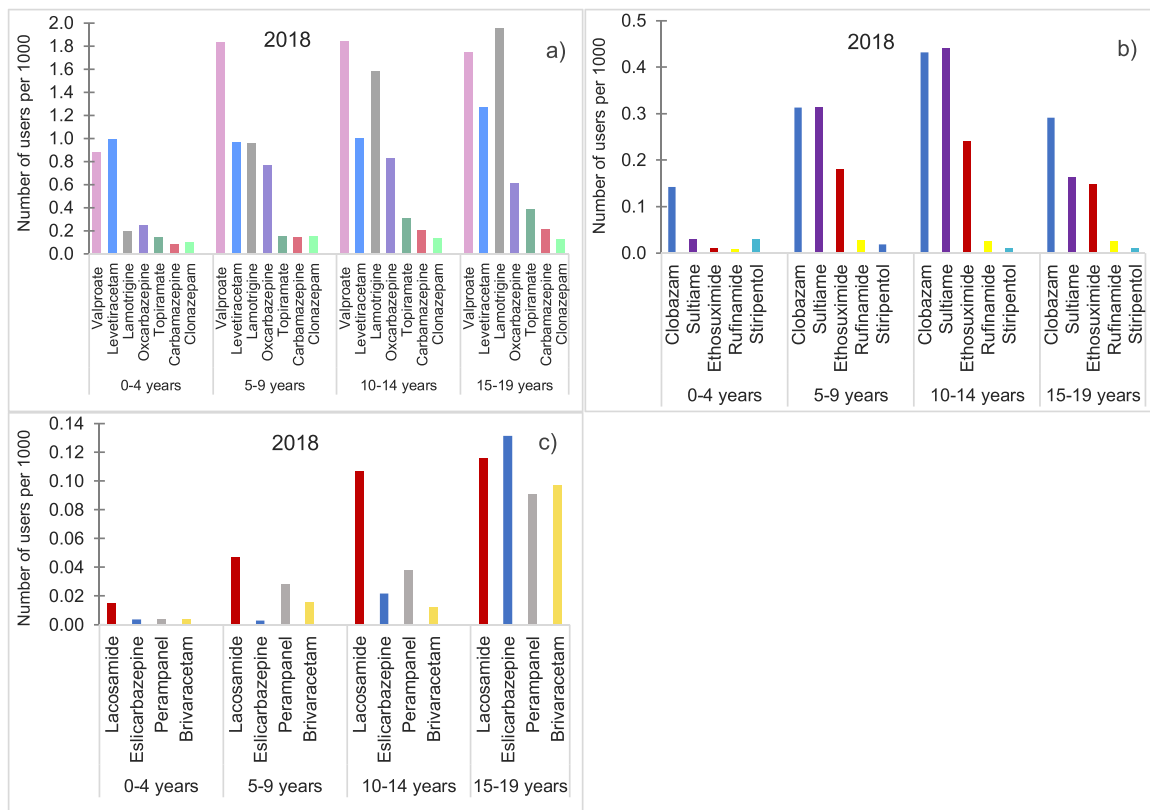 2018
a)
Number of users per 1000
2.0
1.8
1.6
1.4
1.2
1.0
0.8
0.6
0.4
0.2
0.0
Valproate
Levetiracetam
Lamotrigine
Oxcarbazepine
Topiramate
Carbamazepine
Clonazepam
Valproate
Levetiracetam
Lamotrigine
Oxcarbazepine
Topiramate
Carbamazepine
Clonazepam
Valproate
Levetiracetam
Lamotrigine
Oxcarbazepine
Topiramate
Carbamazepine
Clonazepam
Valproate
Levetiracetam
Lamotrigine
Oxcarbazepine
Topiramate
Carbamazepine
Clonazepam
0-4 years
5-9 years
10-14 years
15-19 years
2018
b)
Number of users per 1000
0.5
0.4
0.3
0.2
0.1
0.0
Clobazam
Sultiame
Ethosuximide
Rufinamide
Stiripentol
Clobazam
Sultiame
Ethosuximide
Rufinamide
Stiripentol
Clobazam
Sultiame
Ethosuximide
Rufinamide
Stiripentol
Clobazam
Sultiame
Ethosuximide
Rufinamide
Stiripentol
0-4 years
5-9 years
10-14 years
15-19 years
2018
c)
Number of users per 1000
0.14
0.12
0.10
0.08
0.06
0.04
0.02
0.00
Lacosamide
Eslicarbazepine
Perampanel
Brivaracetam
Lacosamide
Eslicarbazepine
Perampanel
Brivaracetam
Lacosamide
Eslicarbazepine
Perampanel
Brivaracetam
Lacosamide
Eslicarbazepine
Perampanel
Brivaracetam
0-4 years
5-9 years
10-14 years
15-19 years